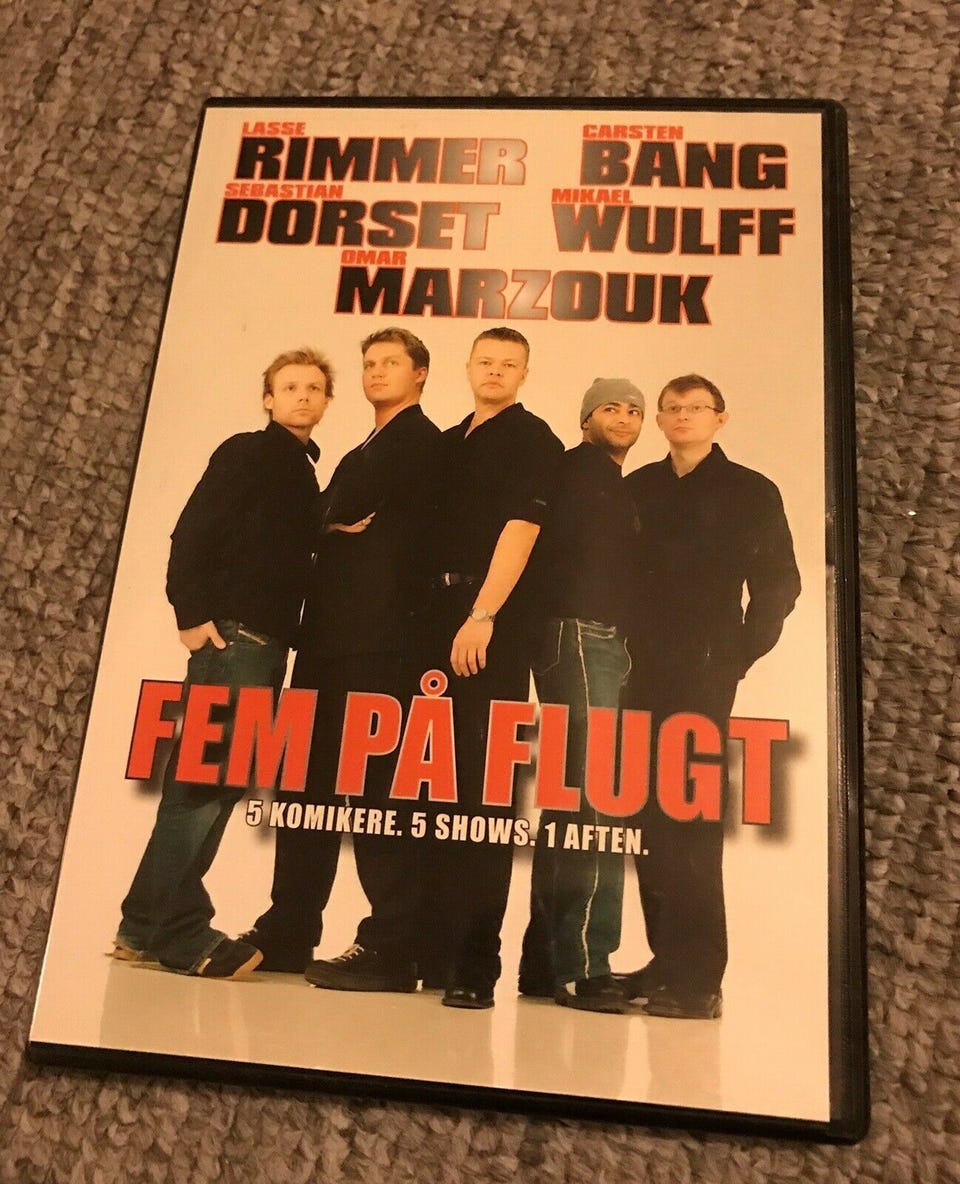 LASSE CARSTEN
RIMMER BANG
SEBASTIAN MIKAEL
DORSET WULFF
OMAR
MARZOUK
FEM PÅ FLUGT
5 KOMIKERE. 5 SHOWS. 1 AFTEN.